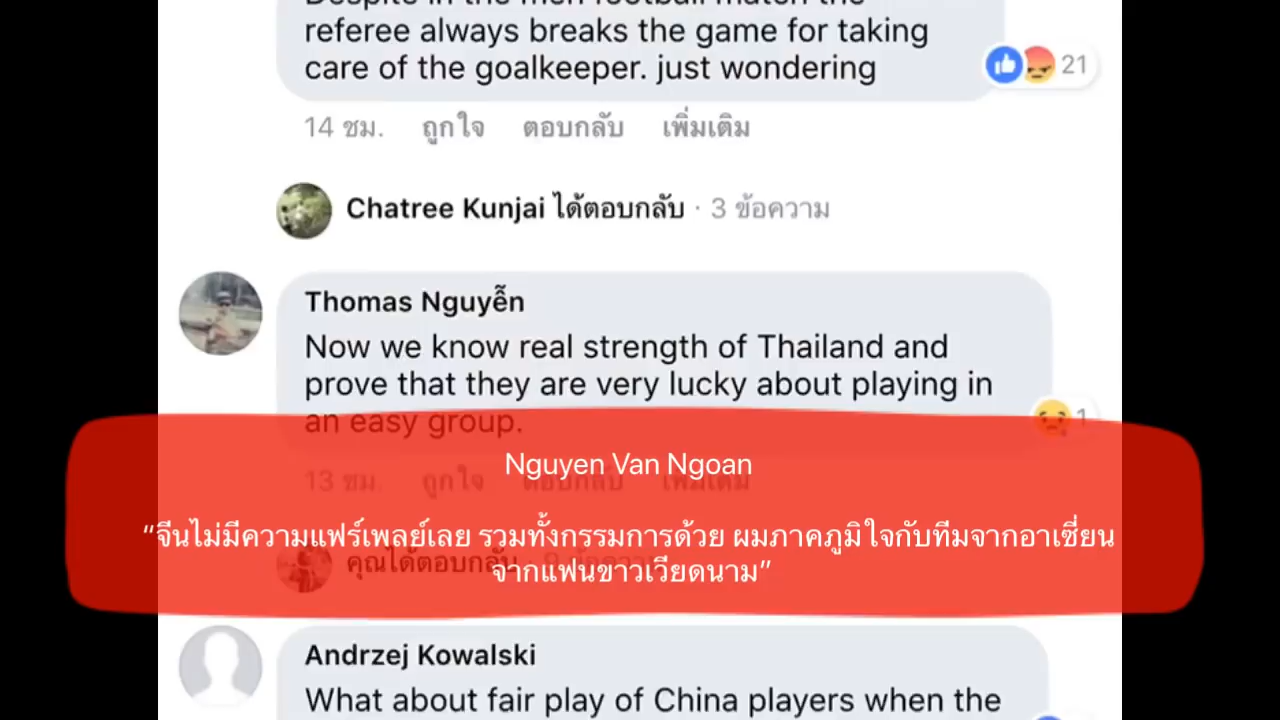 Despite in the men football match the
referee always breaks the game for taking
care of the goalkeeper. just wondering
21
14 ชม. ถูกใจ ตอบกลับ เพิ่มเติม
Chatree Kunjai ได้ตอบกลับ · 3 ข้อความ
Thomas Nguyễn
Now we know real strength of Thailand and
prove that they are very lucky about playing in
an easy group.
1
13 ชม. ถูกใจ ตอบกลับ เพิ่มเติม
Nguyen Van Ngoan
“จีนไม่มีความแฟร์เพลย์เลย รวมทั้งกรรมการด้วย ผมภาคภูมิใจกับทีมจากอาเซี่ยน
จากแฟนขาวเวียดนาม”
คุณได้ตอบกลับ
Andrzej Kowalski
What about fair play of China players when the